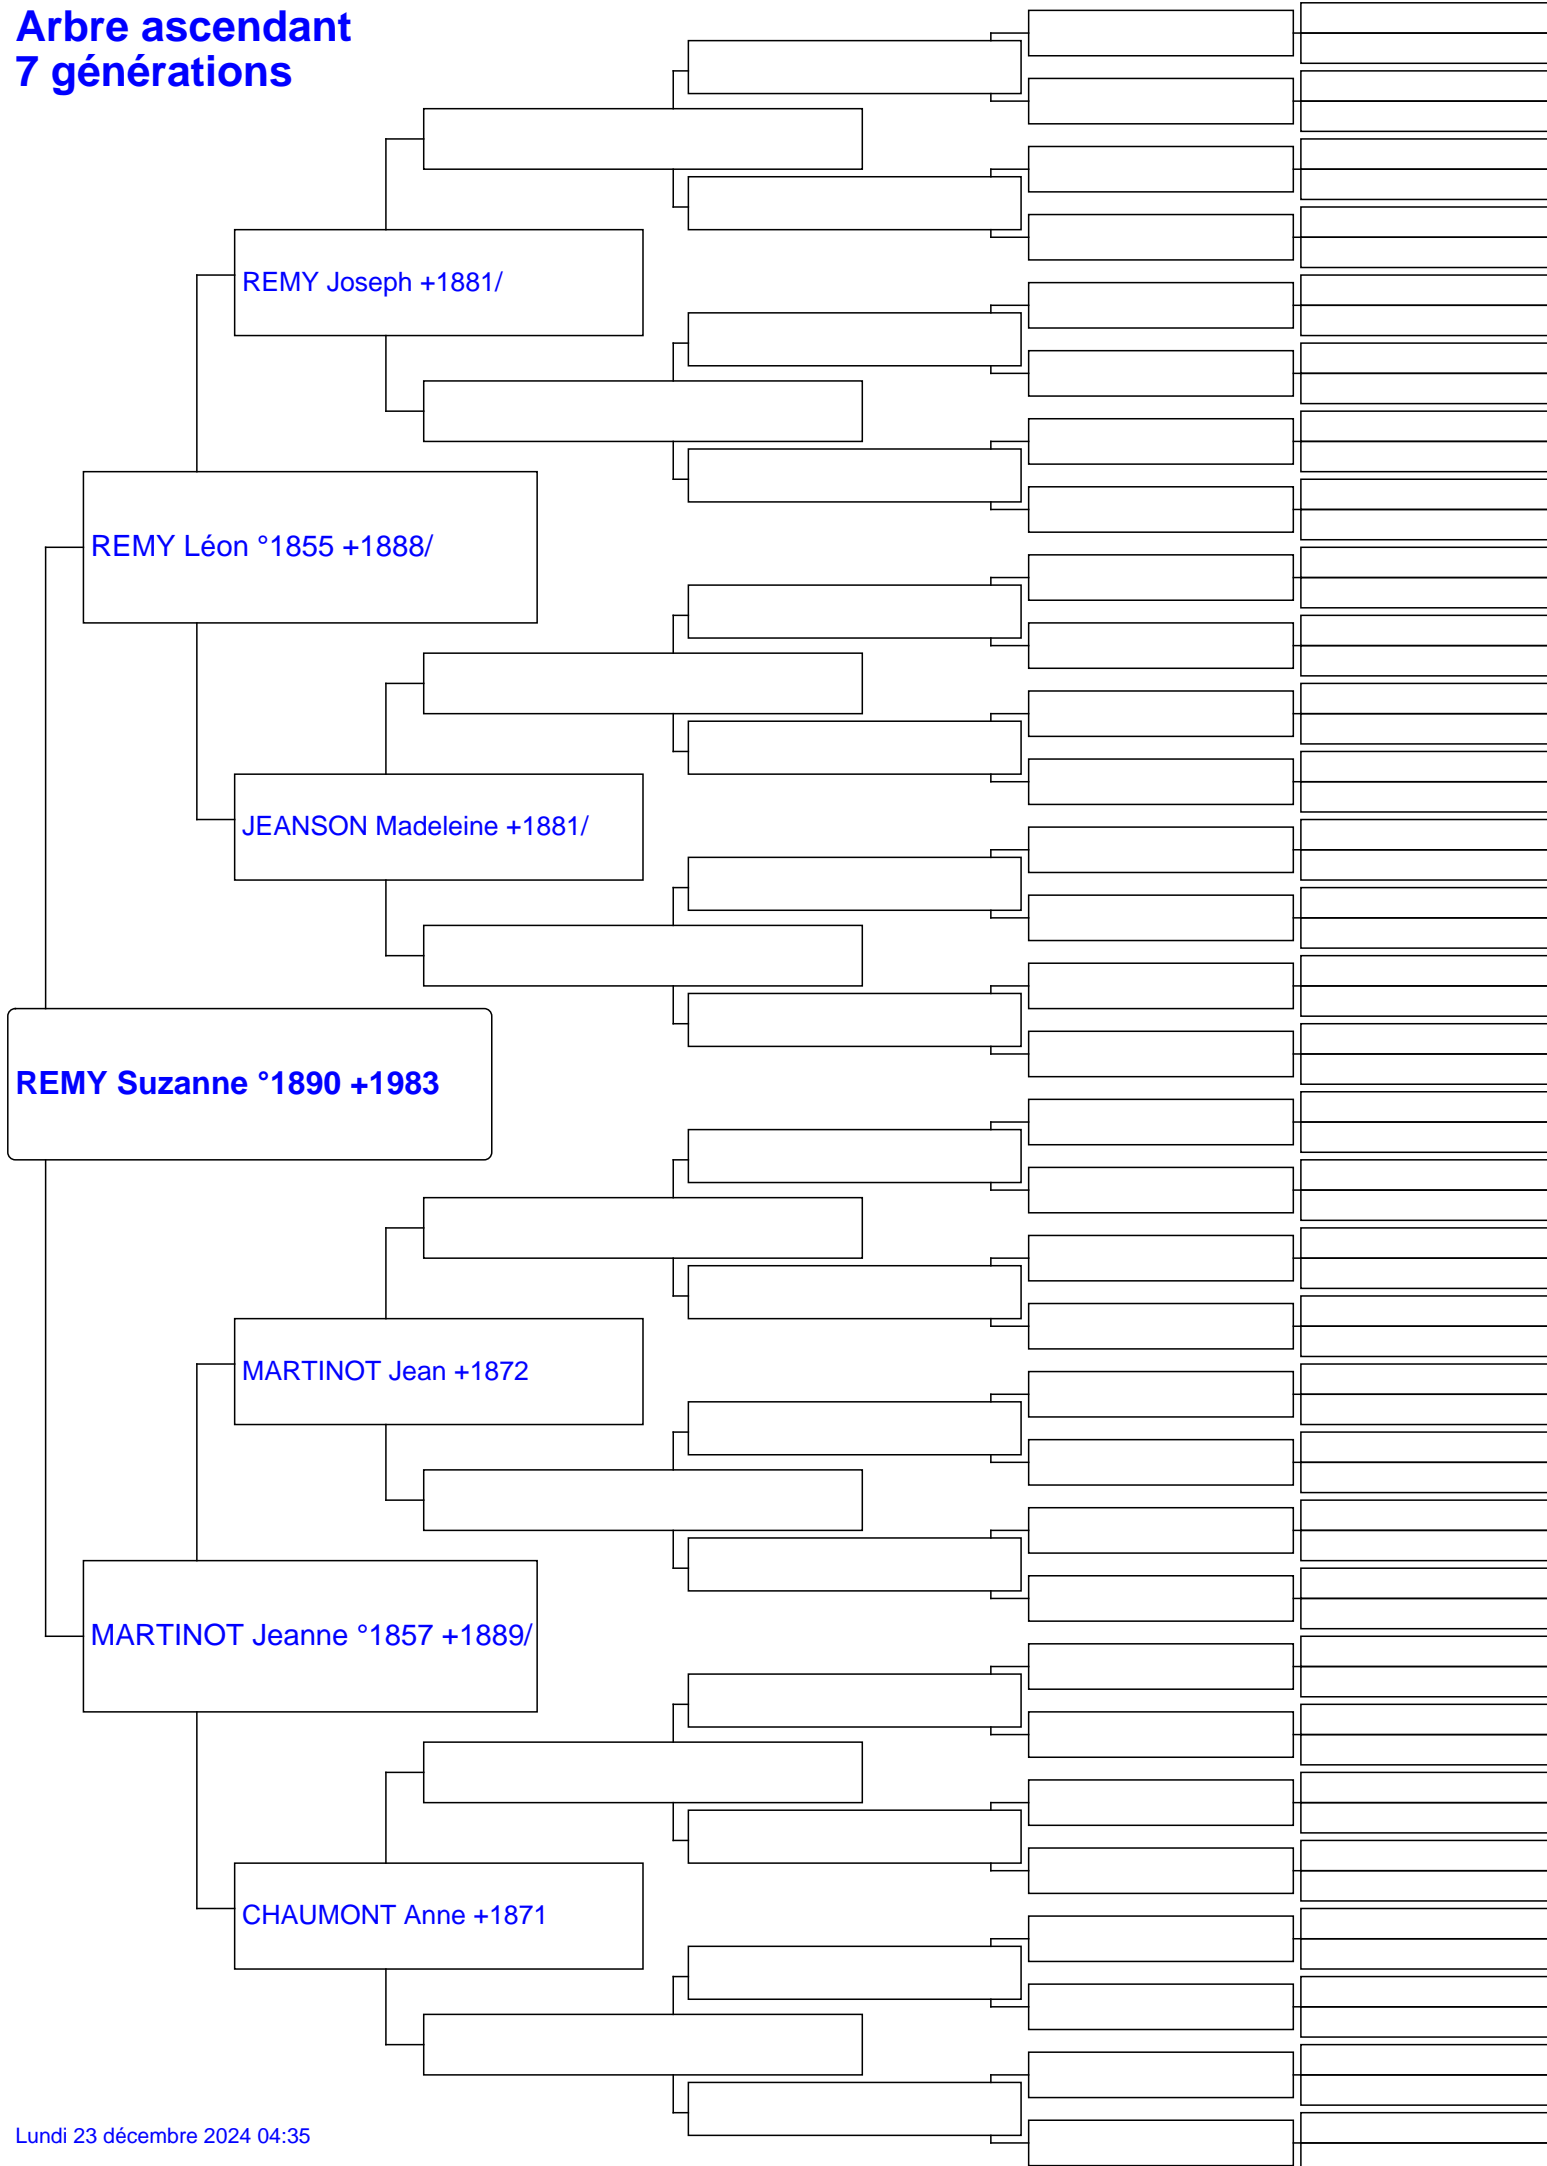 Arbre ascendant
7 générations
REMY Joseph +1881/
REMY Léon °1855 +1888/
JEANSON Madeleine +1881/
REMY Suzanne °1890 +1983
MARTINOT Jean +1872
MARTINOT Jeanne °1857 +1889/
CHAUMONT Anne +1871
Lundi 23 décembre 2024 04:35